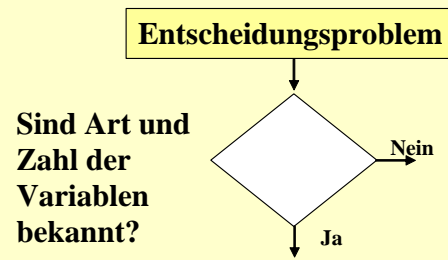 Entscheidungsproblem
Sind Art und
Zahl der
Variablen
bekannt?
Nein
Ja